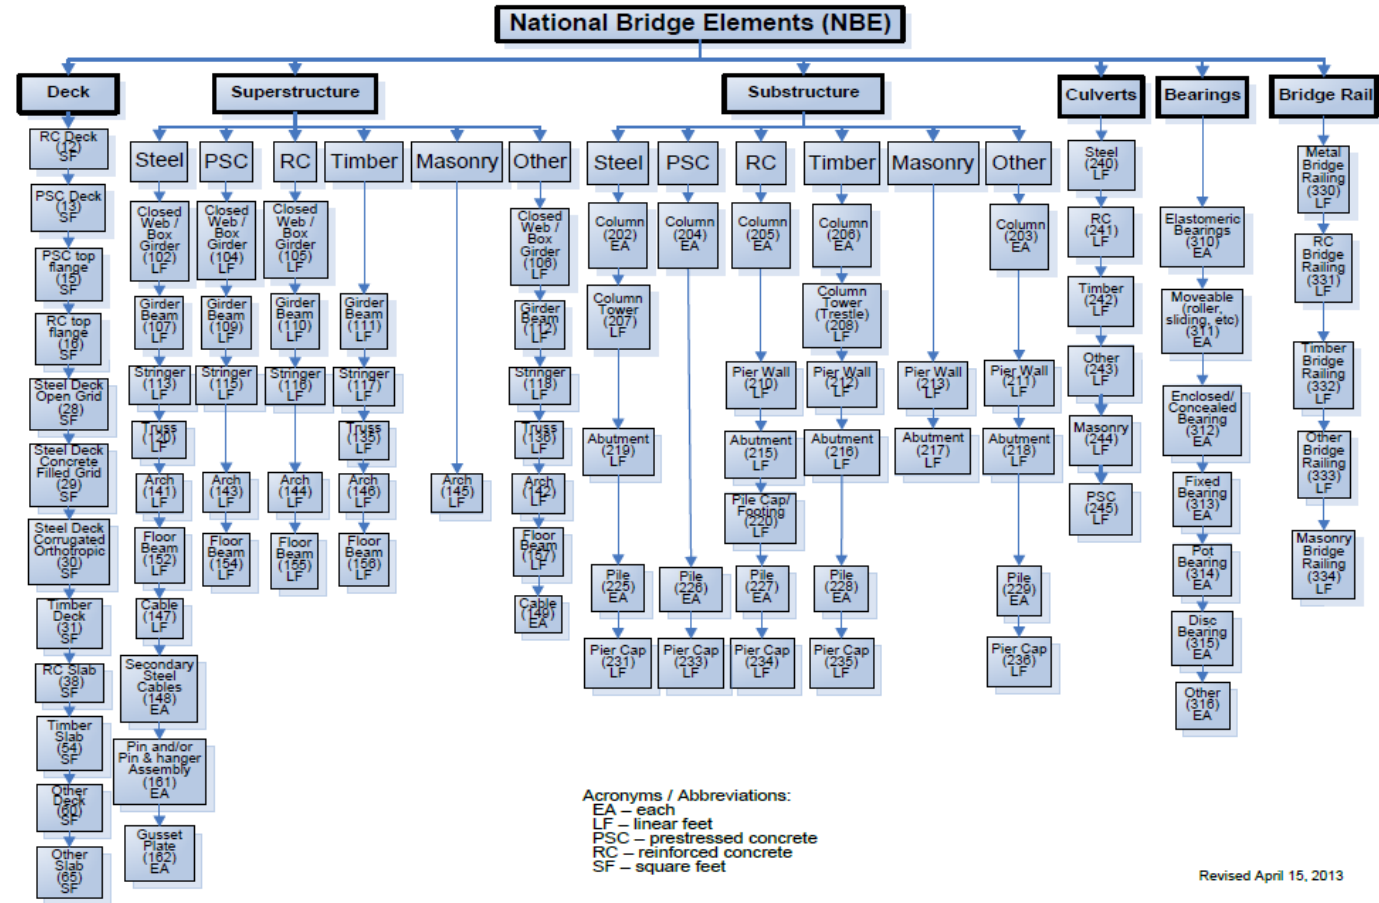 National Bridge Elements (NBE)
Deck
RC Deck
(12)
SF
PSC Deck
(13)
SF
PSC top
flange
(15)
SF
RC top
flange
(16)
SF
Steel Deck
Open Grid
(28)
SF
Steel Deck
Concrete
Filled Grid
(29)
SF
Steel Deck
Corrugated
Orthotropic
(30)
SF
Timber
Deck
(31)
SF
RC Slab
(38)
SF
Timber
Slab
(54)
SF
Other
Deck
(60)
SF
Other
Slab
(65)
SF
Superstructure
Steel
Closed
Web /
Box
Girder
(102)
LF
Girder
Beam
(107)
LF
Stringer
(113)
LF
Truss
(120)
LF
Arch
(141)
LF
Floor
Beam
(152)
LF
Cable
(147)
LF
Secondary
Steel
Cables
(148)
EA
Pin and/or
Pin & hanger
Assembly
(161)
EA
Gusset
Plate
(162)
EA
PSC
Closed
Web /
Box
Girder
(104)
LF
Girder
Beam
(109)
LF
Stringer
(115)
LF
Arch
(143)
LF
Floor
Beam
(154)
LF
RC
Closed
Web /
Box
Girder
(105)
LF
Girder
Beam
(110)
LF
Stringer
(116)
LF
Arch
(144)
LF
Floor
Beam
(155)
LF
Timber
Girder
Beam
(111)
LF
Stringer
(117)
LF
Truss
(135)
LF
Arch
(146)
LF
Floor
Beam
(156)
LF
Masonry
Arch
(145)
LF
Other
Closed
Web /
Box
Girder
(106)
LF
Girder
Beam
(112)
LF
Stringer
(118)
LF
Truss
(136)
LF
Arch
(142)
LF
Floor
Beam
(157)
LF
Cable
(149)
EA
Substructure
Steel
Column
(202)
EA
Column
Tower
(207)
LF
Abutment
(219)
LF
Pile
(225)
EA
Pier Cap
(231)
LF
PSC
Column
(204)
EA
Pile
(226)
EA
Pier Cap
(233)
LF
RC
Column
(205)
EA
Pier Wall
(210)
LF
Abutment
(215)
LF
Pile Cap/
Footing
(220)
LF
Pile
(227)
EA
Pier Cap
(234)
LF
Timber
Column
(206)
EA
Column
Tower
(Trestle)
(208)
LF
Pier Wall
(212)
LF
Abutment
(216)
LF
Pile
(228)
EA
Pier Cap
(235)
LF
Masonry
Pier Wall
(213)
LF
Abutment
(217)
LF
Other
Column
(203)
EA
Pier Wall
(211)
LF
Abutment
(218)
LF
Pile
(229)
EA
Pier Cap
(236)
LF
Culverts
Steel
(240)
LF
RC
(241)
LF
Timber
(242)
LF
Other
(243)
LF
Masonry
(244)
LF
PSC
(245)
LF
Bearings
Elastomeric
Bearings
(310)
EA
Moveable
(roller,
sliding, etc)
(311)
EA
Enclosed/
Concealed
Bearing
(312)
EA
Fixed
Bearing
(313)
EA
Pot
Bearing
(314)
EA
Disc
Bearing
(315)
EA
Other
(316)
EA
Bridge Rail
Metal
Bridge
Railing
(330)
LF
RC
Bridge
Railing
(331)
LF
Timber
Bridge
Railing
(332)
LF
Other
Bridge
Railing
(333)
LF
Masonry
Bridge
Railing
(334)
LF
Acronyms / Abbreviations:
EA – each
LF – linear feet
PSC – prestressed concrete
RC – reinforced concrete
SF – square feet
Revised April 15, 2013